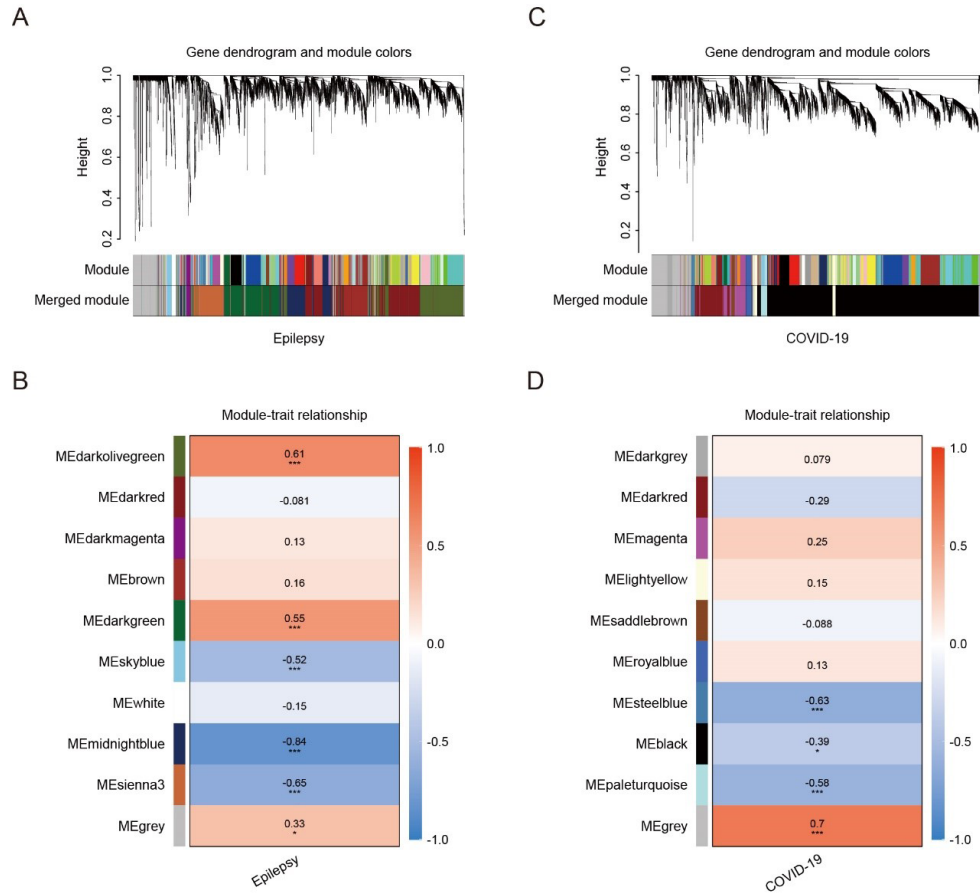 A
Gene dendrogram and module colors
Height
1.0
0.8
0.6
0.4
0.2
Module
Merged module
Epilepsy
C
Gene dendrogram and module colors
Height
1.0
0.8
0.6
0.4
0.2
Module
Merged module
COVID-19
B
Module-trait relationship
MEdarkolivegreen
0.61
***
MEdarkred
-0.081
MEdarkmagenta
0.13
MEbrown
0.16
MEdarkgreen
0.55
***
MEskyblue
-0.52
***
MEwhite
-0.15
MEmidnightblue
-0.84
***
MEsienna3
-0.65
***
MEgrey
0.33
*
Epilepsy
1.0
0.5
0.0
-0.5
-1.0
D
Module-trait relationship
MEdarkgrey
0.079
MEdarkred
-0.29
MEmagenta
0.25
MElightyellow
0.15
MEsaddlebrown
-0.088
MEroyalblue
0.13
MEsteelblue
-0.63
***
MEblack
-0.39
*
MEpaleturquoise
-0.58
***
MEgrey
0.7
***
COVID-19
1.0
0.5
0.0
-0.5
-1.0